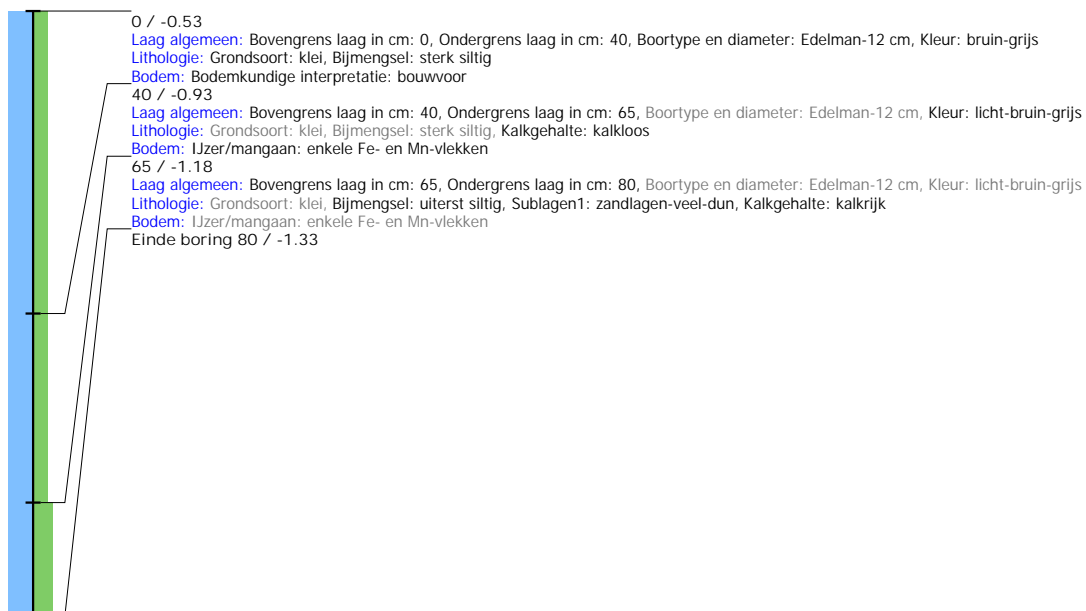 0 / -0.53
Laag algemeen: Bovengrens laag in cm: 0, Ondergrens laag in cm: 40, Boortype en diameter: Edelman-12 cm, Kleur: bruin-grijs
Lithologie: Grondsoort: klei, Bijmengsel: sterk siltig
Bodem: Bodemkundige interpretatie: bouwvoor
40 / -0.93
Laag algemeen: Bovengrens laag in cm: 40, Ondergrens laag in cm: 65, Boortype en diameter: Edelman-12 cm, Kleur: licht-bruin-grijs
Lithologie: Grondsoort: klei, Bijmengsel: sterk siltig, Kalkgehalte: kalkloos
Bodem: IJzer/mangaan: enkele Fe- en Mn-vlekken
65 / -1.18
Laag algemeen: Bovengrens laag in cm: 65, Ondergrens laag in cm: 80, Boortype en diameter: Edelman-12 cm, Kleur: licht-bruin-grijs
Lithologie: Grondsoort: klei, Bijmengsel: uiterst siltig, Sublagen1: zandlagen-veel-dun, Kalkgehalte: kalkrijk
Bodem: IJzer/mangaan: enkele Fe- en Mn-vlekken
Einde boring 80 / -1.33